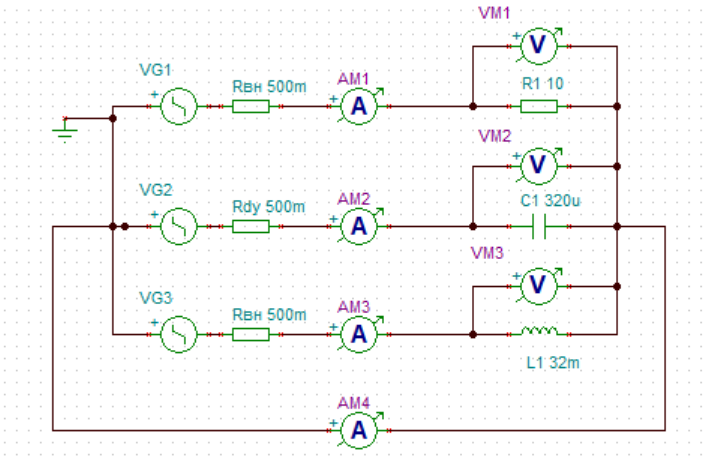 VM1
+ V
VG1
+
Rвн 500m
AM1
+ A
R1 10
VM2
+ V
VG2
+
Rdy 500m
AM2
+ A
C1 320u
VM3
+ V
VG3
+
Rвн 500m
AM3
+ A
L1 32m
AM4
+ A